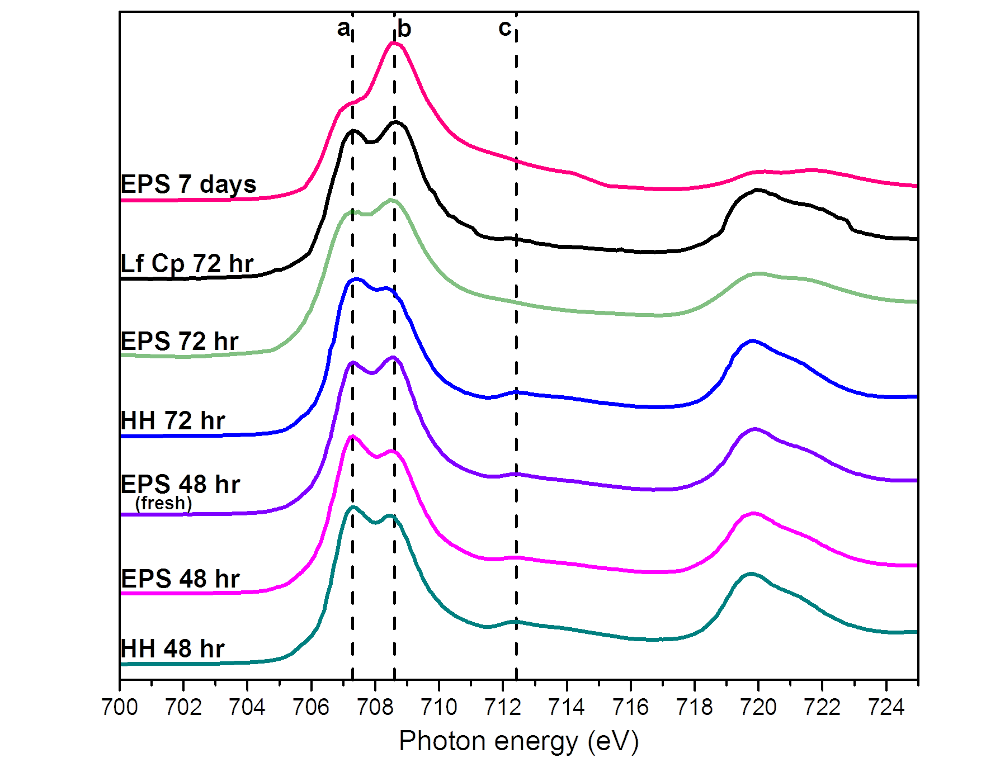 a b c
EPS 7 days
Lf Cp 72 hr
EPS 72 hr
HH 72 hr
EPS 48 hr
(fresh)
EPS 48 hr
HH 48 hr
700 702 704 706 708 710 712 714 716 718 720 722 724
Photon energy (eV)